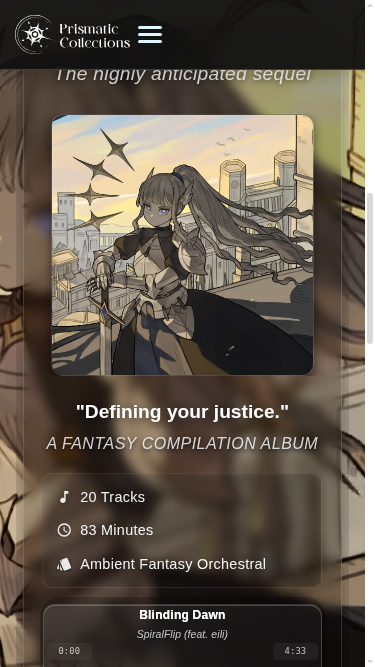 Prismatic
Collections
The highly anticipated sequel
"Defining your justice."
A FANTASY COMPILATION ALBUM
20 Tracks
83 Minutes
Ambient Fantasy Orchestral
Blinding Dawn
SpiralFlip (feat. eili)
0:00
4:33